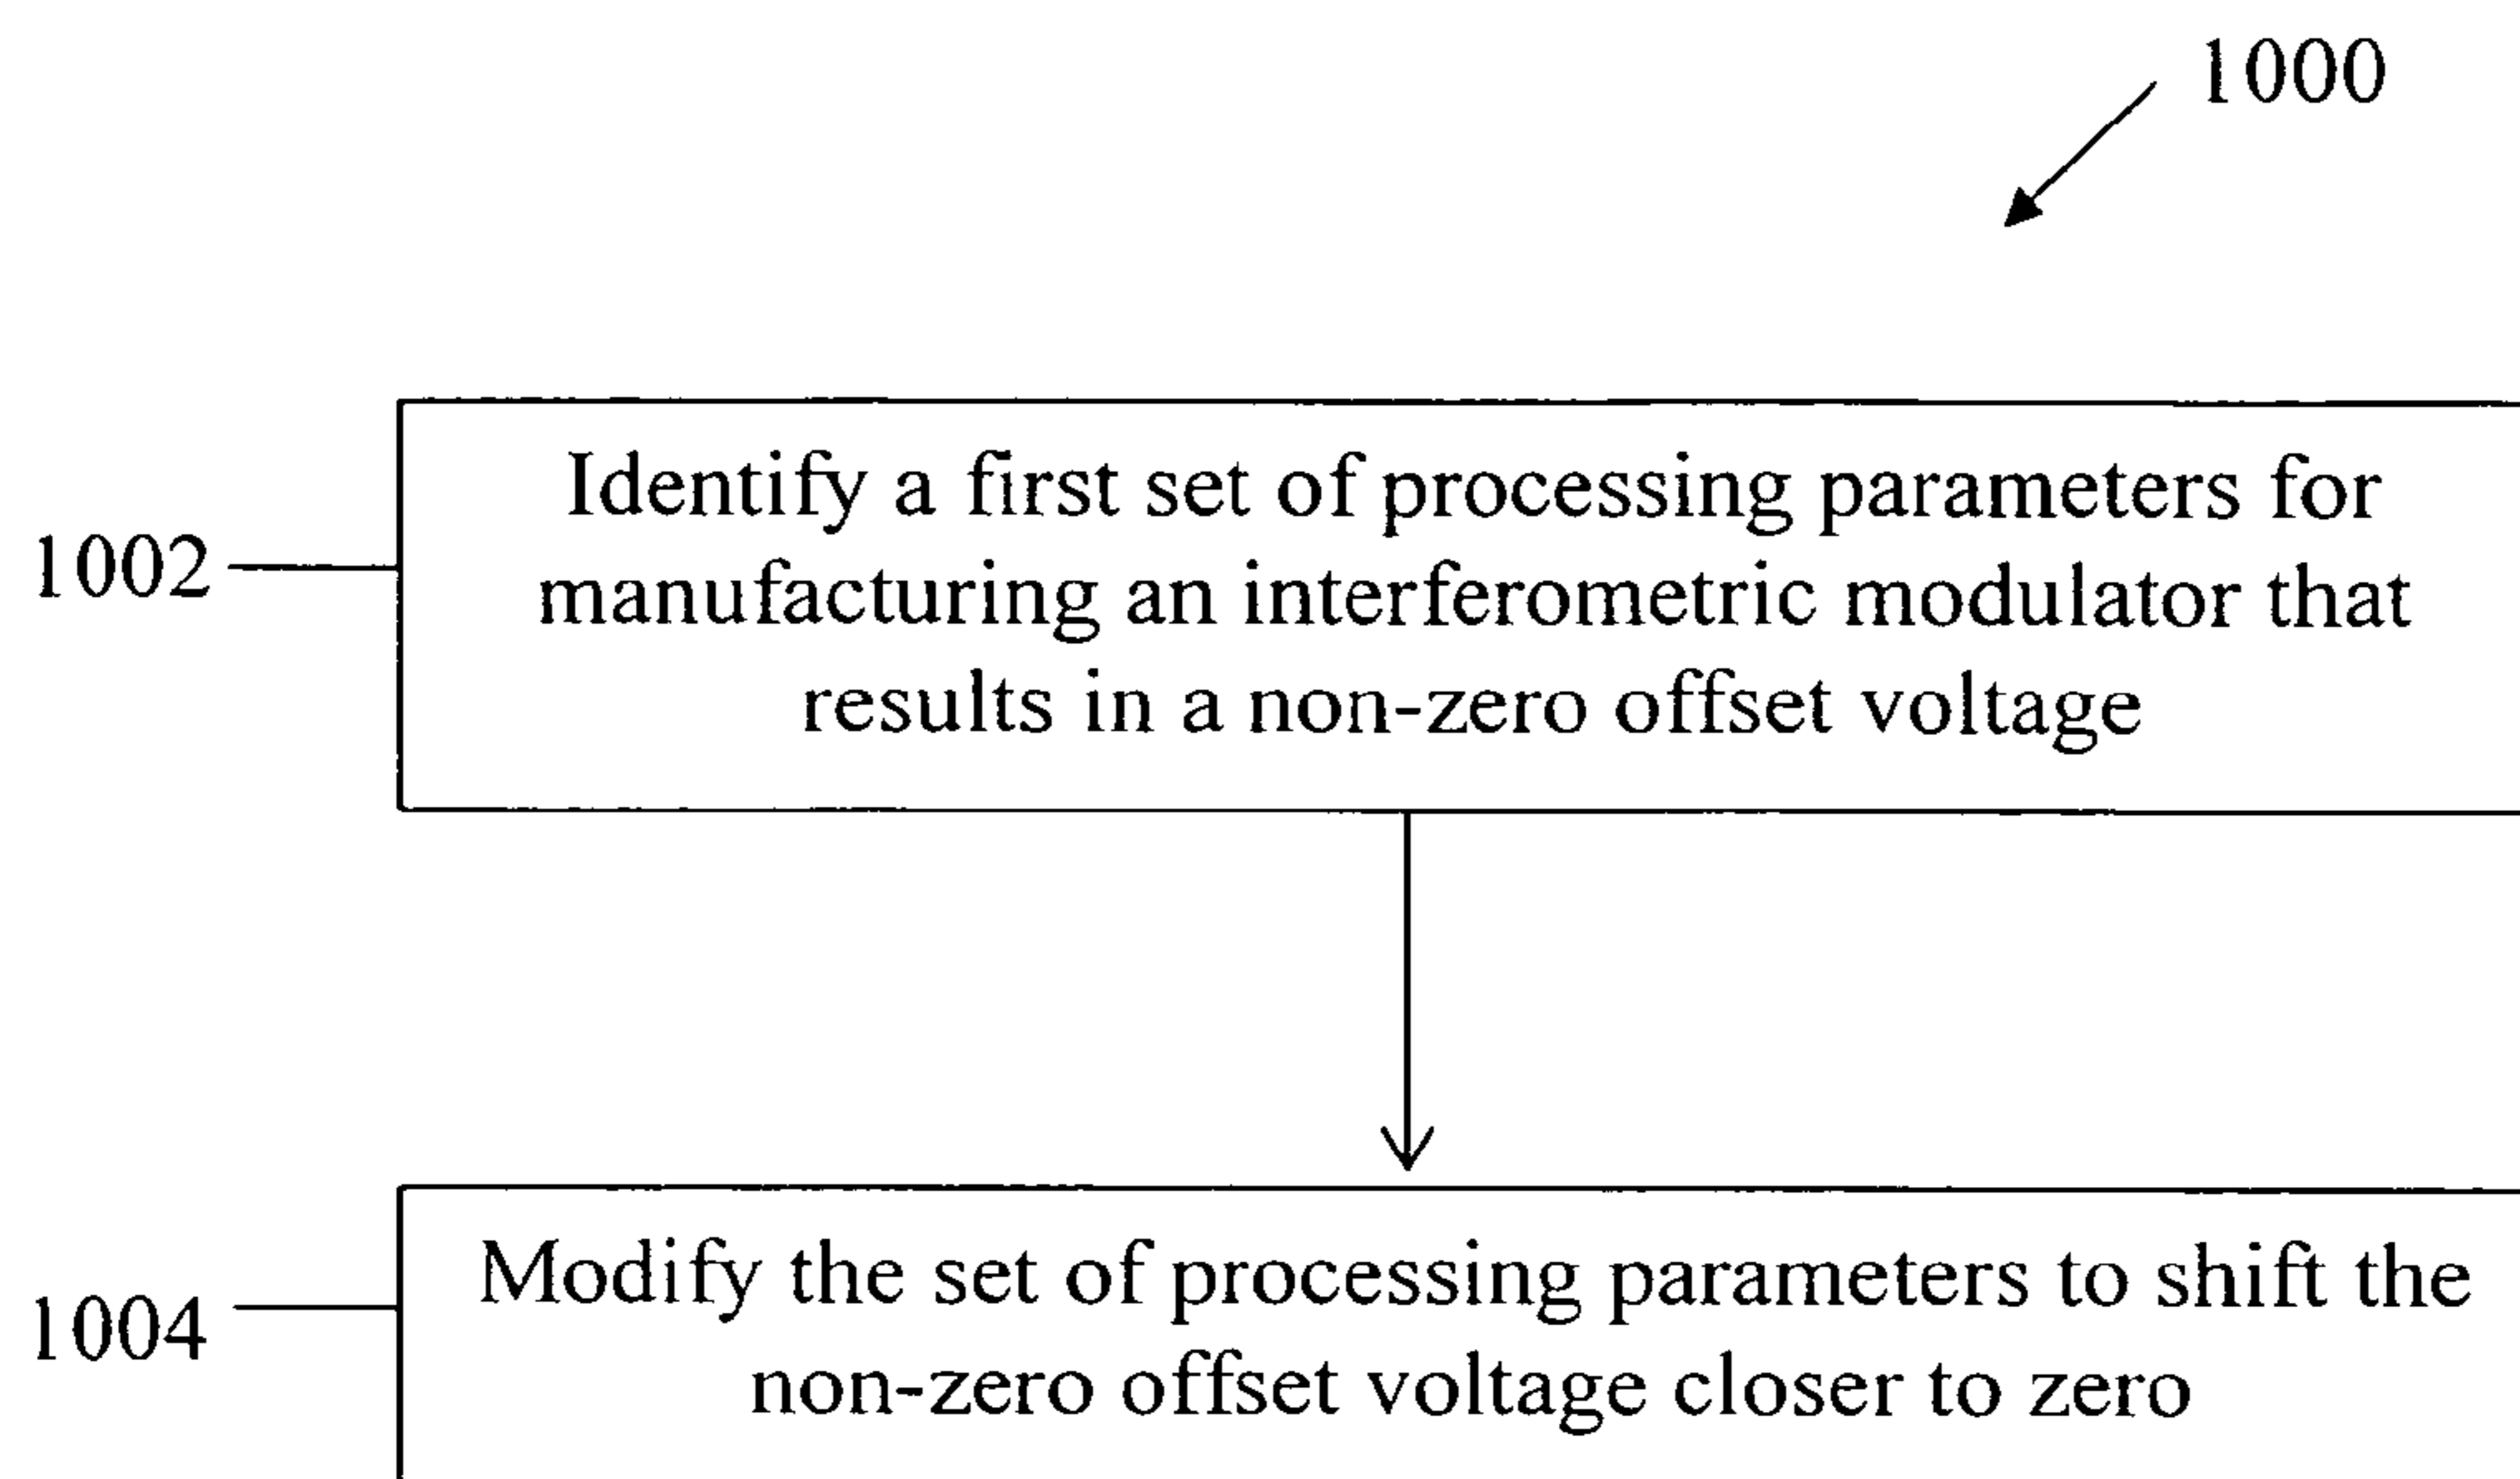 1000
1002
Identify a first set of processing parameters for
manufacturing an interferometric modulator that
results in a non-zero offset voltage
1004
Modify the set of processing parameters to shift the
non-zero offset voltage closer to zero